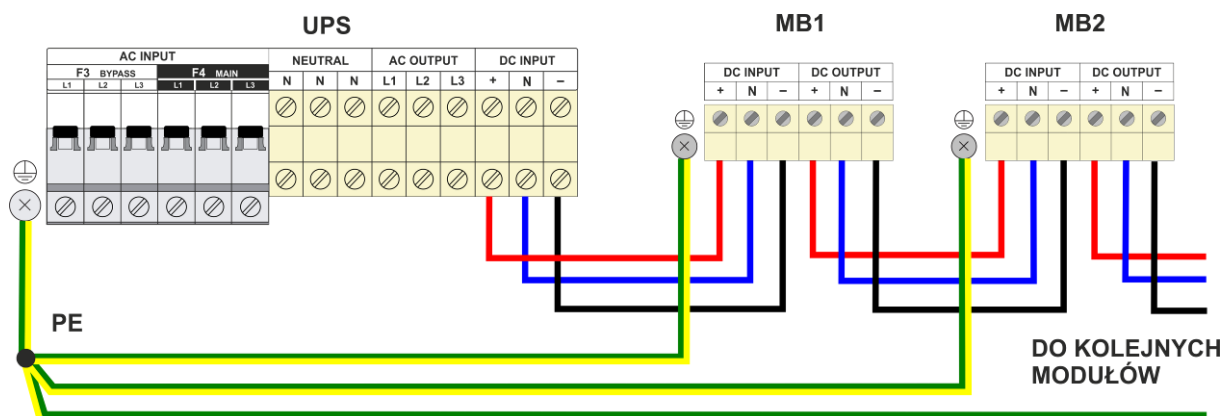 UPS
MB1
MB2
AC INPUT
NEUTRAL
AC OUTPUT
DC INPUT
F3 BYPASS
F4 MAIN
L1 L2 L3 L1 L2 L3
N N N L1 L2 L3 + N –
DC INPUT
DC OUTPUT
+ N – + N –
DC INPUT
DC OUTPUT
+ N – + N –
PE
DO KOLEJNYCH
MODUŁÓW